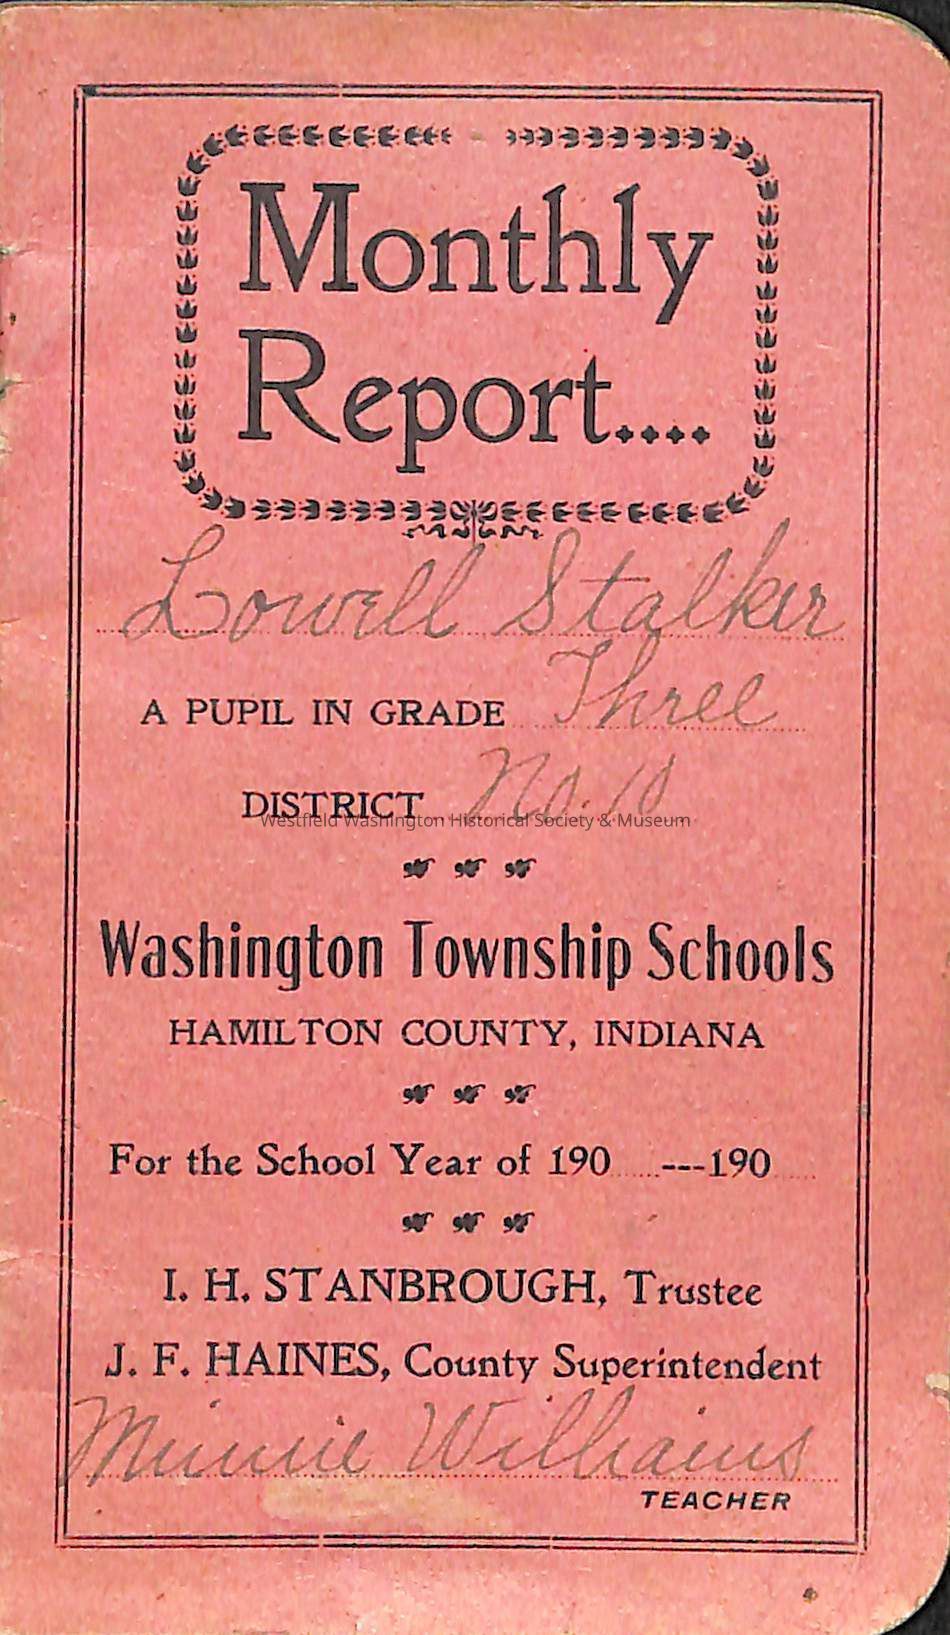 Monthly
Report....
Lowell Stalker
A PUPIL IN GRADE Three
DISTRICT No. 10
Westfield Washington Historical Society & Museum
Washington Township Schools
HAMILTON COUNTY, INDIANA
For the School Year of 190.....---190.....
I. H. STANBROUGH, Trustee
J. F. HAINES, County Superintendent
Minnie Williams
TEACHER